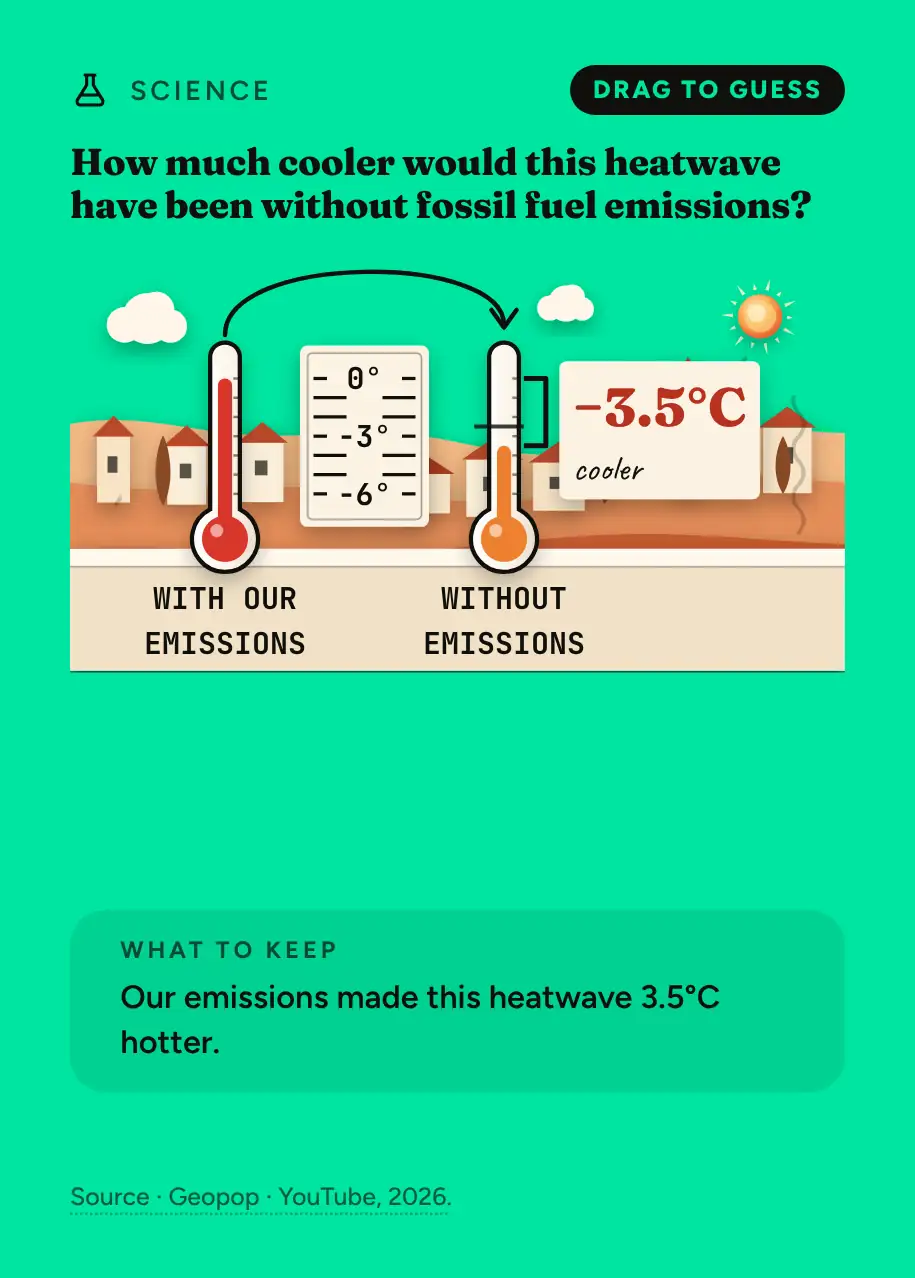 SCIENCE
DRAG TO GUESS
How much cooler would this heatwave
have been without fossil fuel emissions?
0°
-3°
-6°
−3.5°C
cooler
WITH OUR
EMISSIONS
WITHOUT
EMISSIONS
WHAT TO KEEP
Our emissions made this heatwave 3.5°C
hotter.
Source · Geopop · YouTube, 2026.